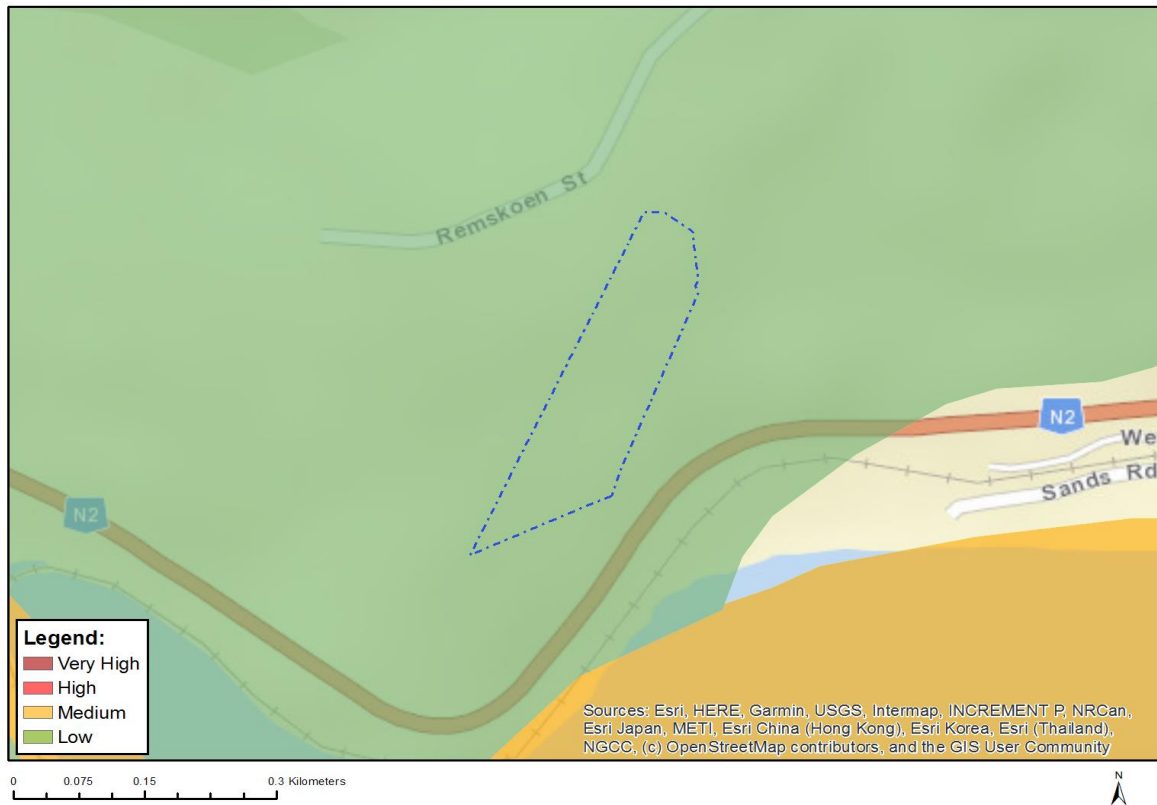 Remskoen St
N2
We
Sands Rd
N2
Legend:
Very High
High
Medium
Low
Sources: Esri, HERE, Garmin, USGS, Intermap, INCREMENT P, NRCan,
Esri Japan, METI, Esri China (Hong Kong), Esri Korea, Esri (Thailand),
NGCC, (c) OpenStreetMap contributors, and the GIS User Community
0 0.075 0.15 0.3 Kilometers
N